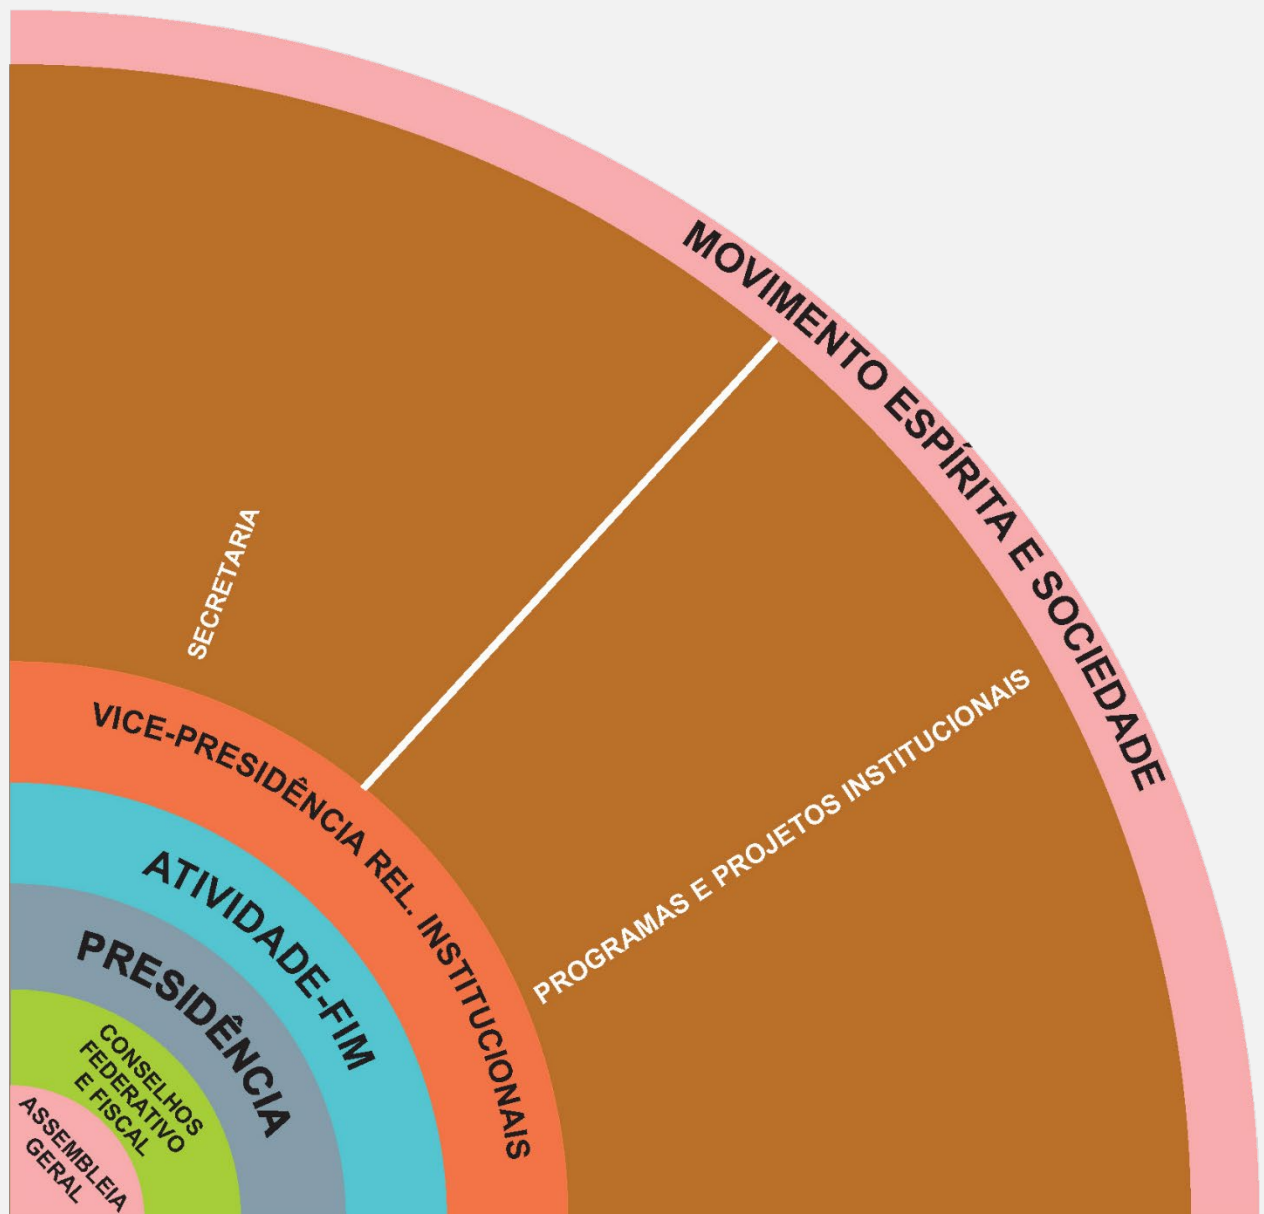 MOVIMENTO ESPÍRITA E SOCIEDADE
SECRETARIA
PROGRAMAS E PROJETOS INSTITUCIONAIS
VICE-PRESIDÊNCIA REL. INSTITUCIONAIS
ATIVIDADE-FIM
PRESIDÊNCIA
CONSELHOS
FEDERATIVO
E FISCAL
ASSEMBLEIA
GERAL